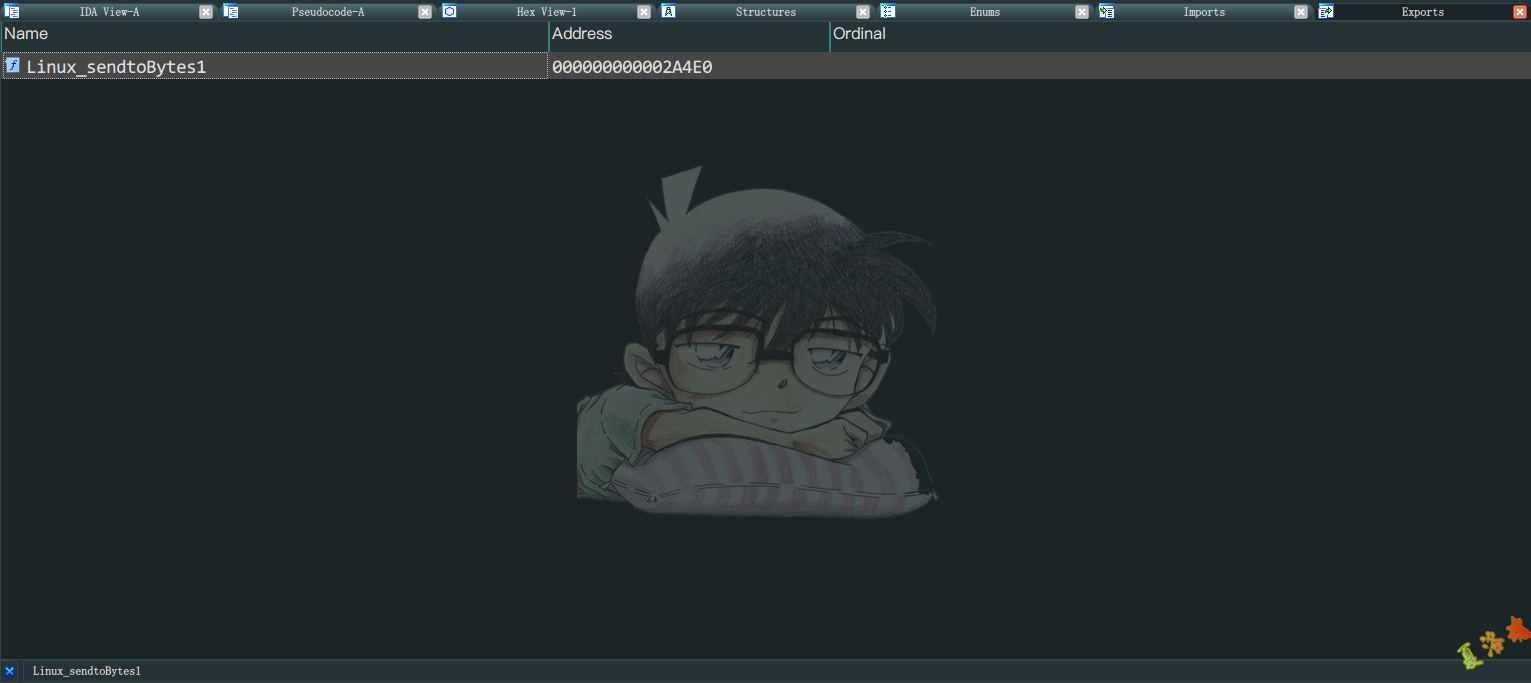 IDA View-A Pseudocode-A Hex View-1 Structures Enums Imports Exports
Name Address Ordinal
f Linux_sendtoBytes1 000000000002A4E0
Linux_sendtoBytes1